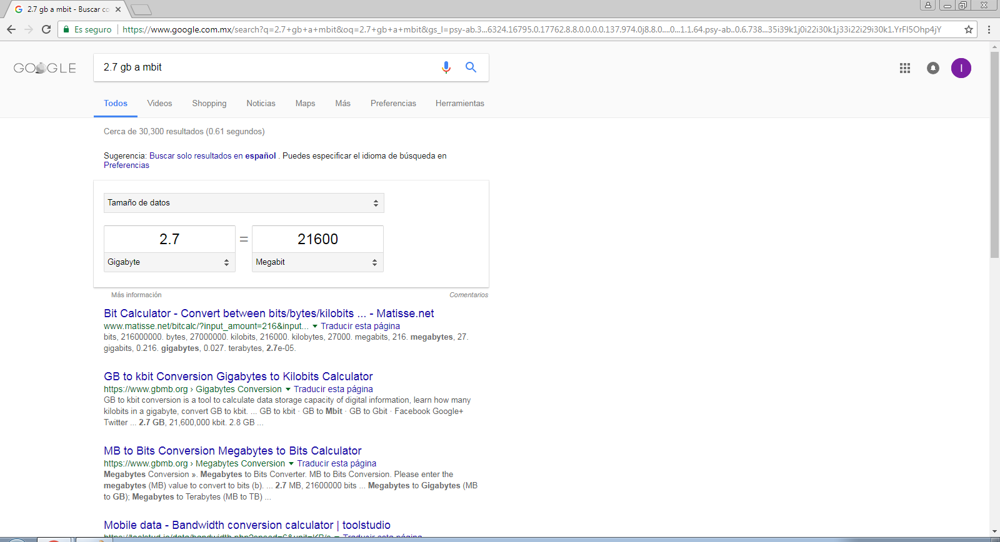 2.7 gb a mbit - Buscar co
Es seguro
https://www.google.com.mx/search?q=2.7+gb+a+mbit&oq=2.7+gb+a+mbit&gs_l=psy-ab.3...6324.16795.0.17762.8.8.0.0.0.0.137.974.0j8.8.0....0...1.1.64.psy-ab..0.6.738...35i39k1j0i22i30k1j33i22i29i30k1.YrFI5Ohp4jY
GOOGLE
2.7 gb a mbit
I
Todos Videos Shopping Noticias Maps Más Preferencias Herramientas
Cerca de 30,300 resultados (0.61 segundos)
Sugerencia: Buscar solo resultados en español . Puedes especificar el idioma de búsqueda en
Preferencias
Tamaño de datos
2.7 = 21600
Gigabyte Megabit
Más información Comentarios
Bit Calculator - Convert between bits/bytes/kilobits ... - Matisse.net
www.matisse.net/bitcalc/?input_amount=216&input... Traducir esta página
bits, 216000000. bytes, 27000000. kilobits, 216000. kilobytes, 27000. megabits, 216. megabytes, 27.
gigabits, 0.216. gigabytes, 0.027. terabytes, 2.7e-05.
GB to kbit Conversion Gigabytes to Kilobits Calculator
https://www.gbmb.org › Gigabytes Conversion Traducir esta página
GB to kbit conversion is a tool to calculate data storage capacity of digital information, learn how many
kilobits in a gigabyte, convert GB to kbit. ... GB to kbit · GB to Mbit · GB to Gbit · Facebook Google+
Twitter ... 2.7 GB, 21,600,000 kbit. 2.8 GB ...
MB to Bits Conversion Megabytes to Bits Calculator
https://www.gbmb.org › Megabytes Conversion Traducir esta página
Megabytes Conversion ». Megabytes to Bits Converter. MB to Bits Conversion. Please enter the
megabytes (MB) value to convert to bits (b). ... 2.7 MB, 21600000 bits ... Megabytes to Gigabytes (MB
to GB); Megabytes to Terabytes (MB to TB) ...
Mobile data - Bandwidth conversion calculator | toolstudio